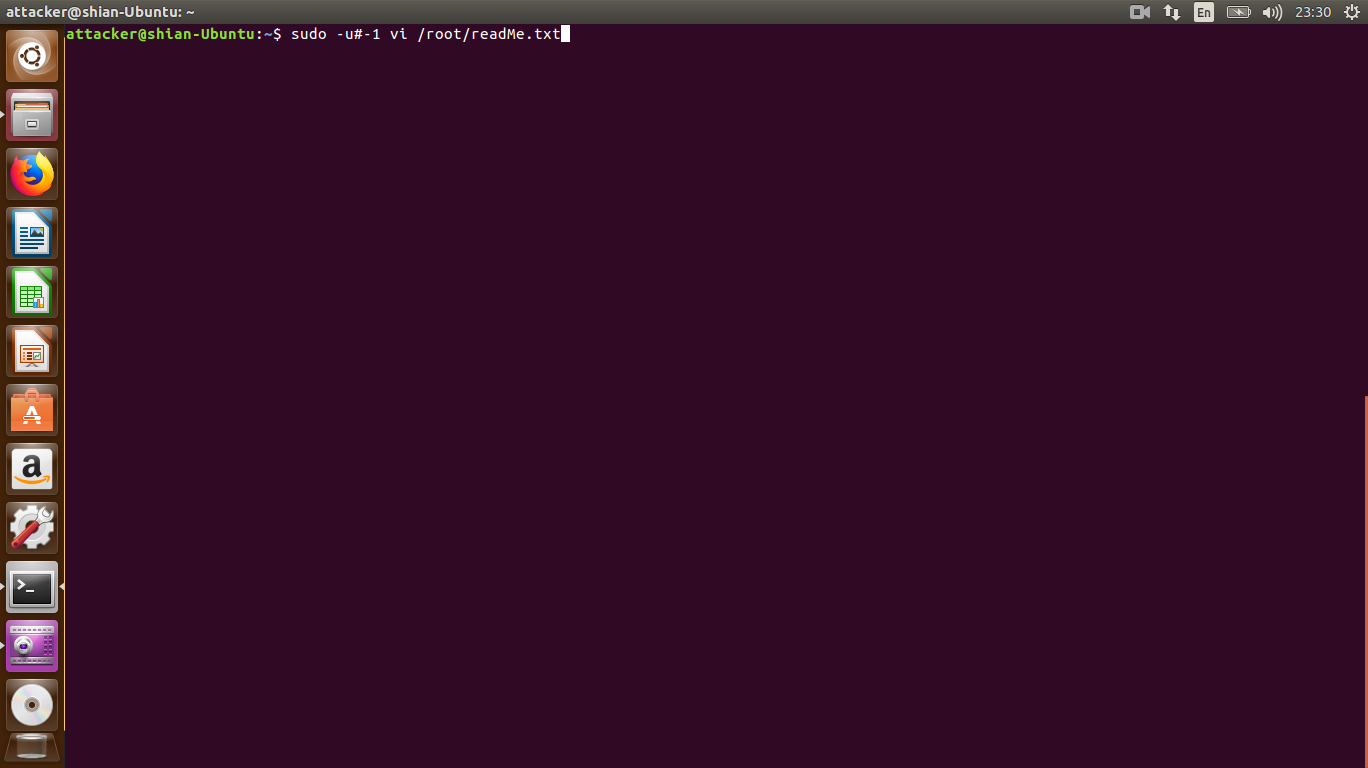 attacker@shian-Ubuntu: ~
En
23:30
attacker@shian-Ubuntu:~$ sudo -u#-1 vi /root/readMe.txt
A
a
>_